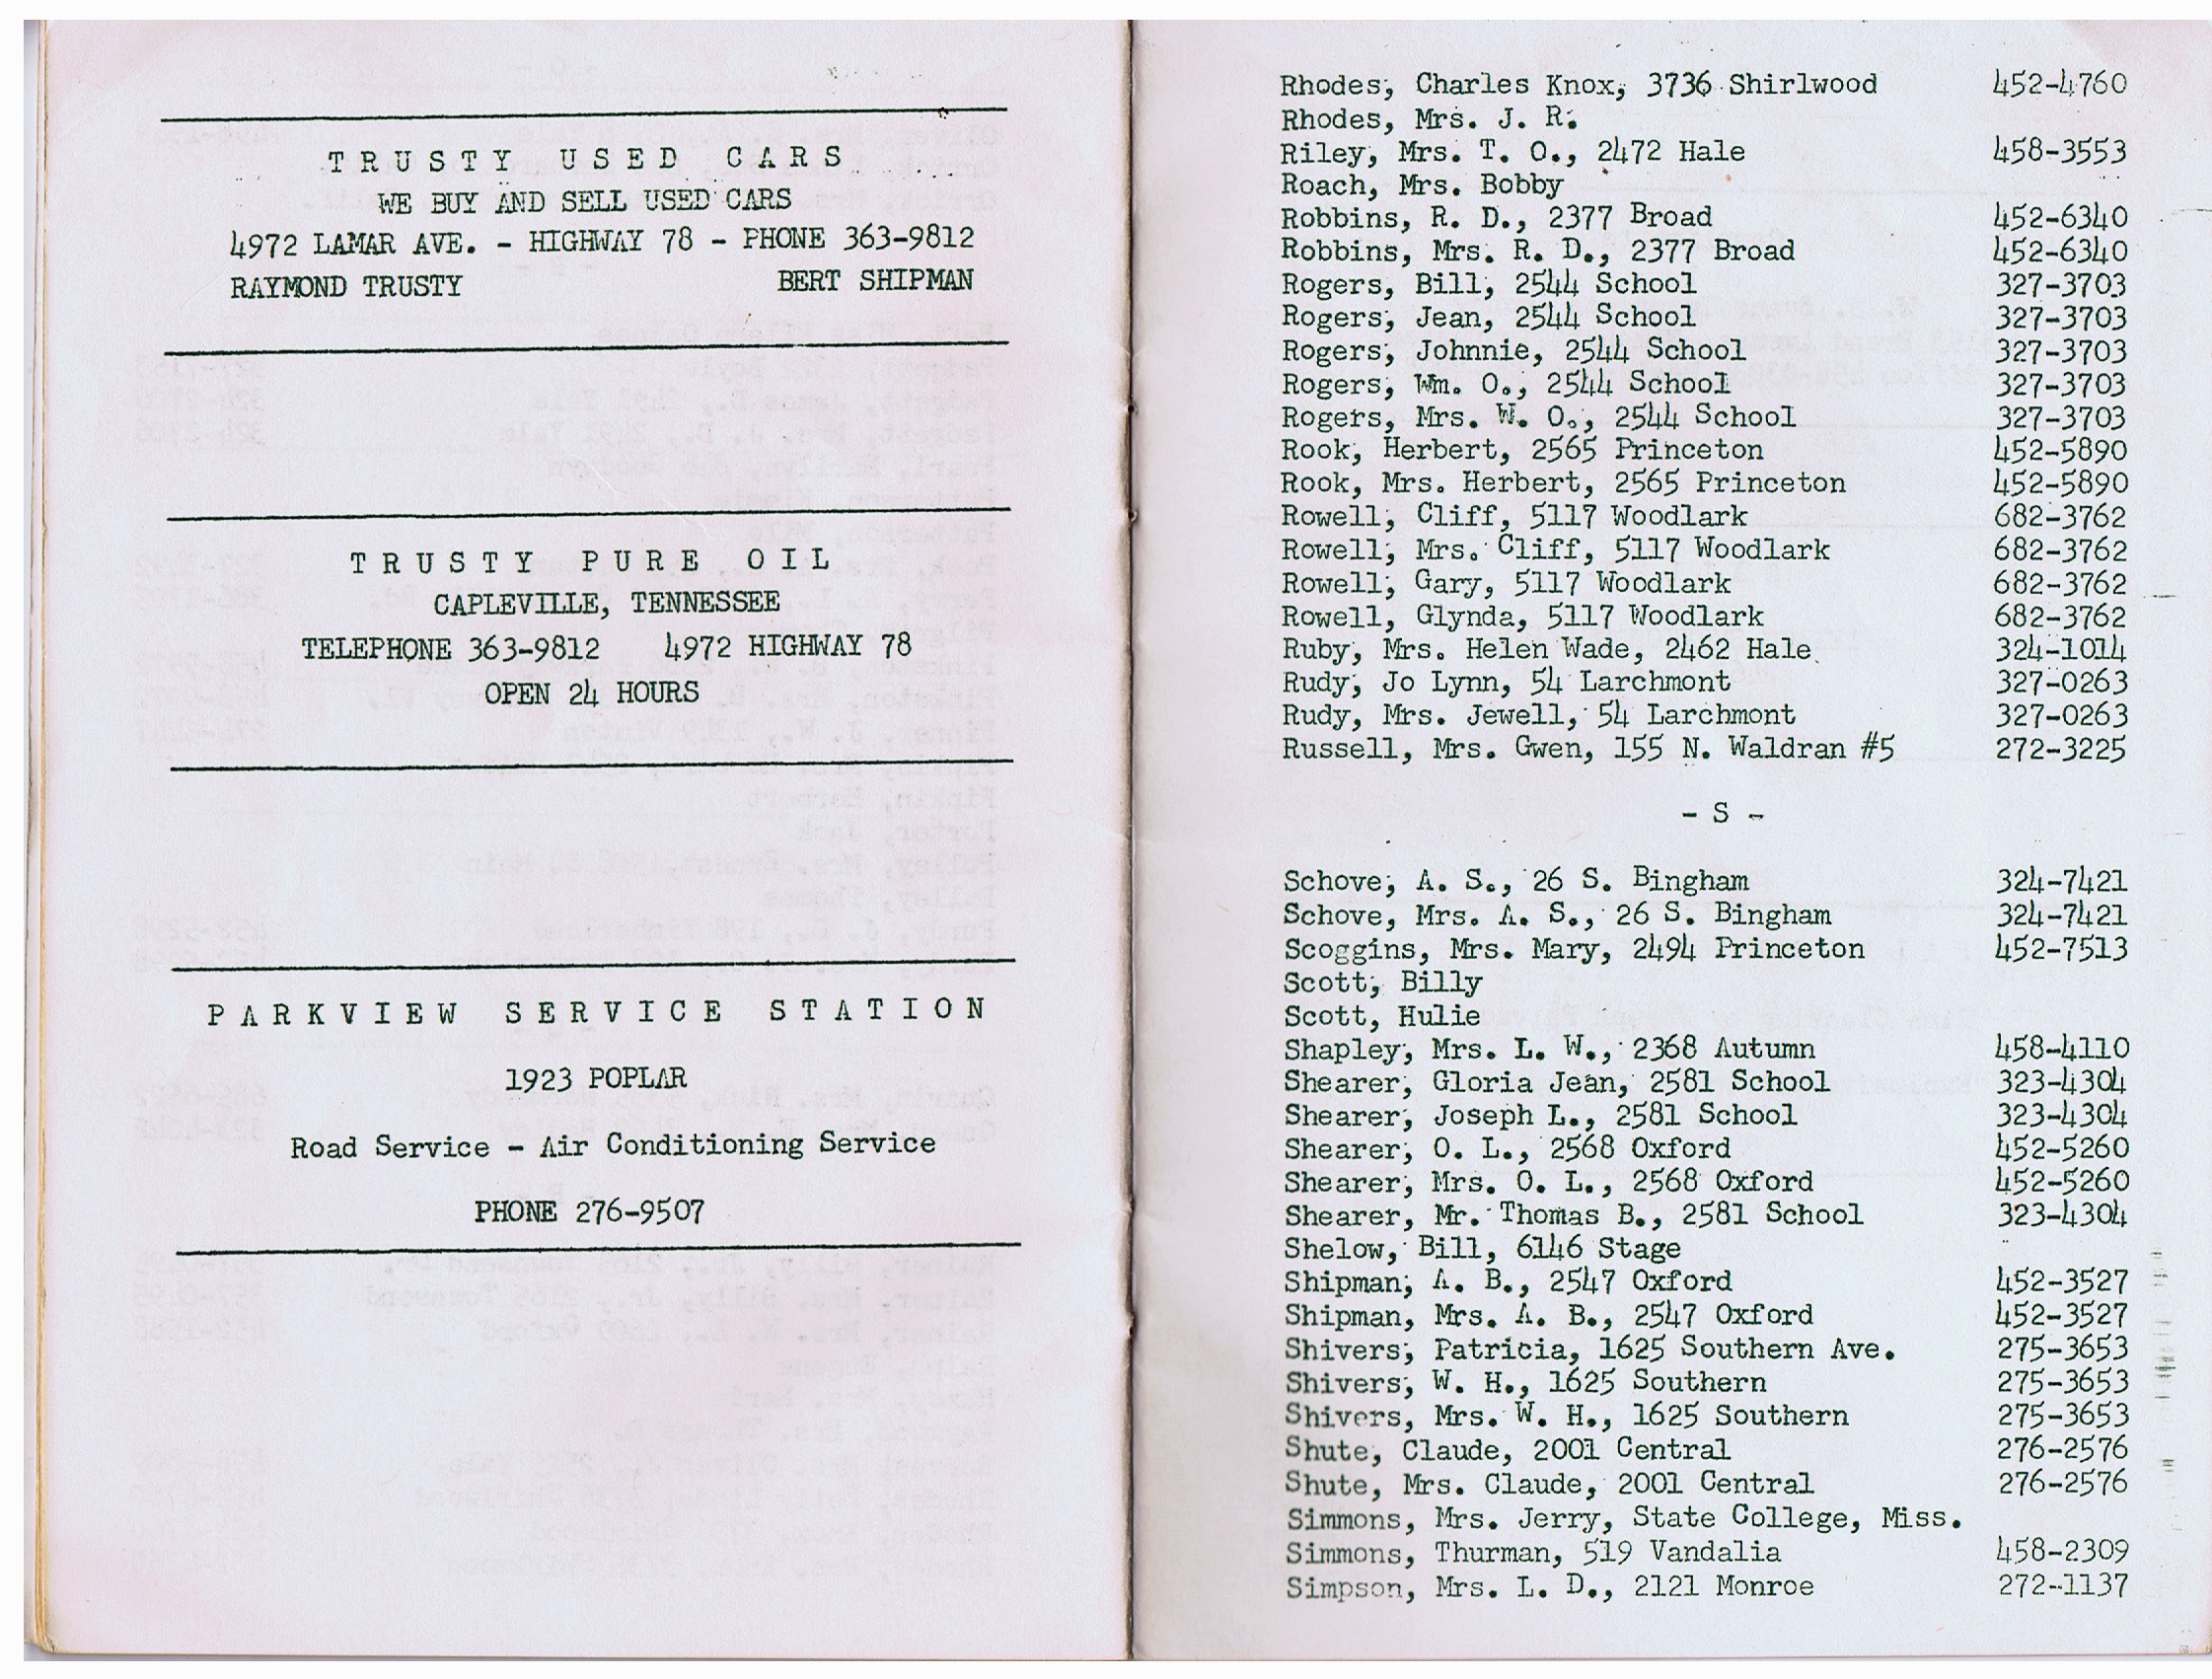 TRUSTY USED CARS
WE BUY AND SELL USED CARS
4972 LAMAR AVE. - HIGHWAY 78 - PHONE 363-9812
RAYMOND TRUSTY BERT SHIPMAN
TRUSTY PURE OIL
CAPLEVILLE, TENNESSEE
TELEPHONE 363-9812 4972 HIGHWAY 78
OPEN 24 HOURS
PARKVIEW SERVICE STATION
1923 POPLAR
Road Service - Air Conditioning Service
PHONE 276-9507
Rhodes, Charles Knox, 3736 Shirlwood 452-4760
Rhodes, Mrs. J. R.
Riley, Mrs. T. O., 2472 Hale 458-3553
Roach, Mrs. Bobby
Robbins, R. D., 2377 Broad 452-6340
Robbins, Mrs. R. D., 2377 Broad 452-6340
Rogers, Bill, 2544 School 327-3703
Rogers, Jean, 2544 School 327-3703
Rogers, Johnnie, 2544 School 327-3703
Rogers, Wm. O., 2544 School 327-3703
Rogers, Mrs. W. O., 2544 School 327-3703
Rook, Herbert, 2565 Princeton 452-5890
Rook, Mrs. Herbert, 2565 Princeton 452-5890
Rowell, Cliff, 5117 Woodlark 682-3762
Rowell, Mrs. Cliff, 5117 Woodlark 682-3762
Rowell, Gary, 5117 Woodlark 682-3762
Rowell, Glynda, 5117 Woodlark 682-3762
Ruby, Mrs. Helen Wade, 2462 Hale 324-1014
Rudy, Jo Lynn, 54 Larchmont 327-0263
Rudy, Mrs. Jewell, 54 Larchmont 327-0263
Russell, Mrs. Gwen, 155 N. Waldran #5 272-3225
- S -
Schove, A. S., 26 S. Bingham 324-7421
Schove, Mrs. A. S., 26 S. Bingham 324-7421
Scoggins, Mrs. Mary, 2494 Princeton 452-7513
Scott, Billy
Scott, Hulie
Shapley, Mrs. L. W., 2368 Autumn 458-4110
Shearer, Gloria Jean, 2581 School 323-4304
Shearer, Joseph L., 2581 School 323-4304
Shearer, O. L., 2568 Oxford 452-5260
Shearer, Mrs. O. L., 2568 Oxford 452-5260
Shearer, Mr. Thomas B., 2581 School 323-4304
Shelow, Bill, 6146 Stage
Shipman, A. B., 2547 Oxford 452-3527
Shipman, Mrs. A. B., 2547 Oxford 452-3527
Shivers, Patricia, 1625 Southern Ave. 275-3653
Shivers, W. H., 1625 Southern 275-3653
Shivers, Mrs. W. H., 1625 Southern 275-3653
Shute, Claude, 2001 Central 276-2576
Shute, Mrs. Claude, 2001 Central 276-2576
Simmons, Mrs. Jerry, State College, Miss.
Simmons, Thurman, 519 Vandalia 458-2309
Simpson, Mrs. L. D., 2121 Monroe 272-1137